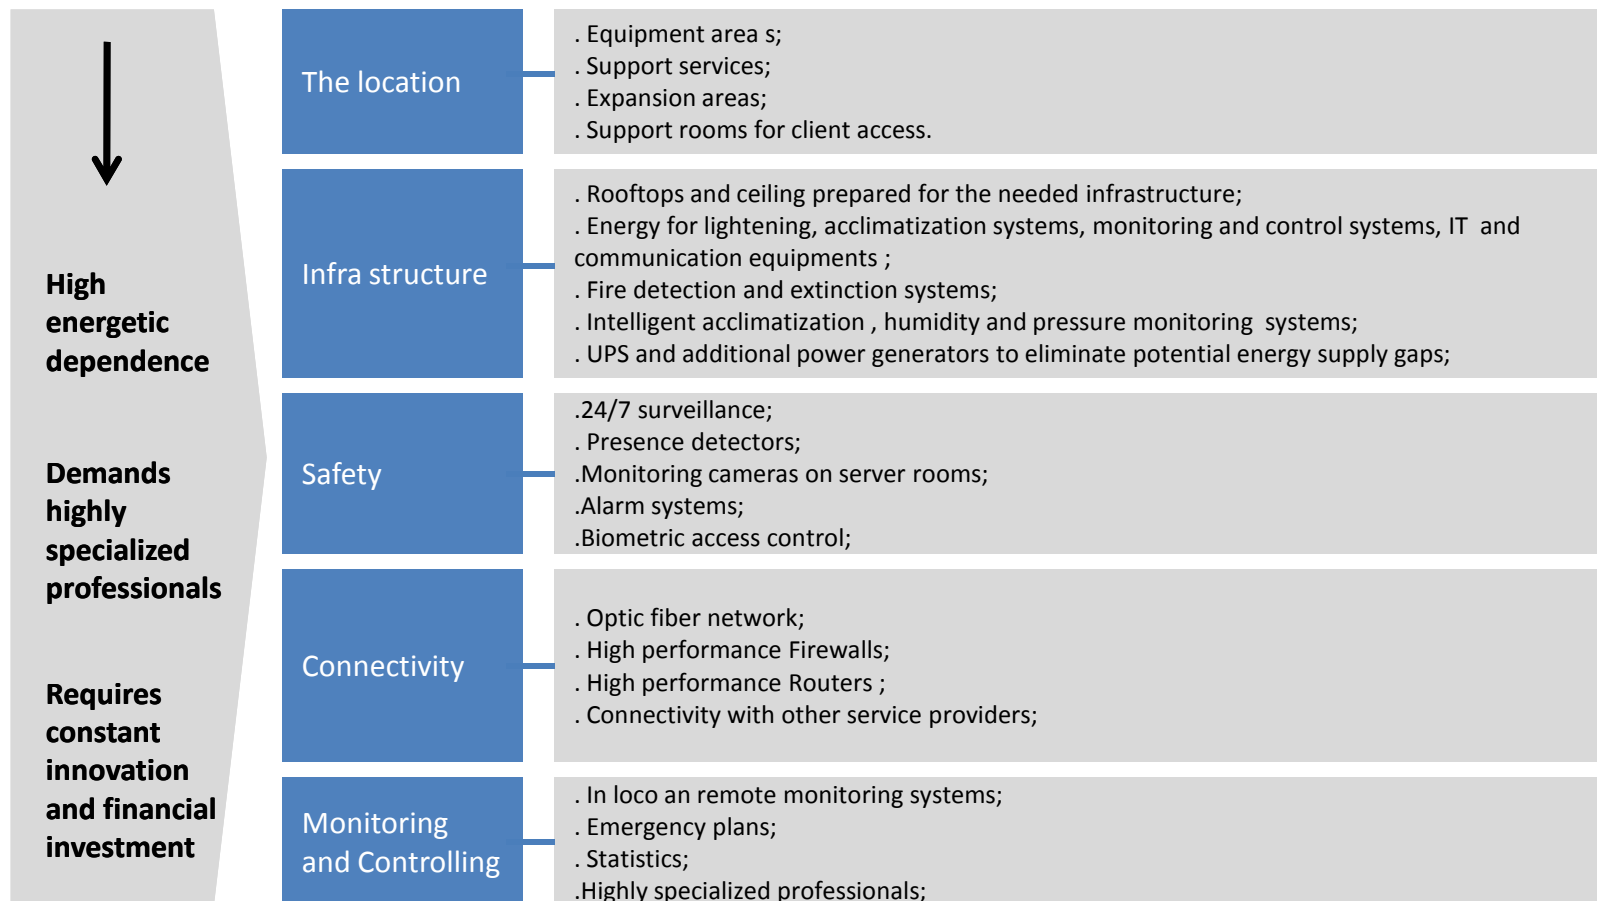 High
energetic
dependence
Demands
highly
specialized
professionals
Requires
constant
innovation
and financial
investment
The location
. Equipment area s;
. Support services;
. Expansion areas;
. Support rooms for client access.
Infra structure
. Rooftops and ceiling prepared for the needed infrastructure;
. Energy for lightening, acclimatization systems, monitoring and control systems, IT and
communication equipments ;
. Fire detection and extinction systems;
. Intelligent acclimatization , humidity and pressure monitoring systems;
. UPS and additional power generators to eliminate potential energy supply gaps;
Safety
.24/7 surveillance;
. Presence detectors;
.Monitoring cameras on server rooms;
.Alarm systems;
.Biometric access control;
Connectivity
. Optic fiber network;
. High performance Firewalls;
. High performance Routers ;
. Connectivity with other service providers;
Monitoring
and Controlling
. In loco an remote monitoring systems;
. Emergency plans;
. Statistics;
.Highly specialized professionals;